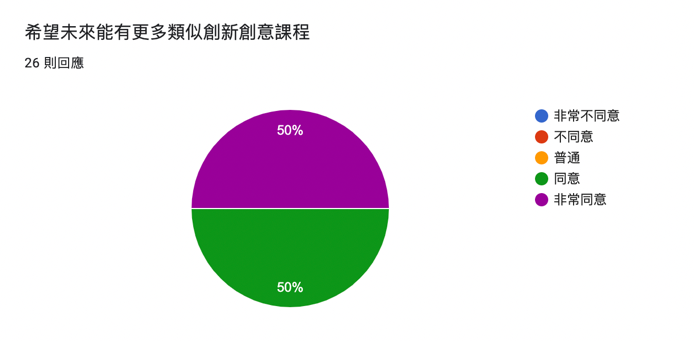 希望未來能有更多類似創新創意課程
26 則回應
50%
50%
非常不同意
不同意
普通
同意
非常同意